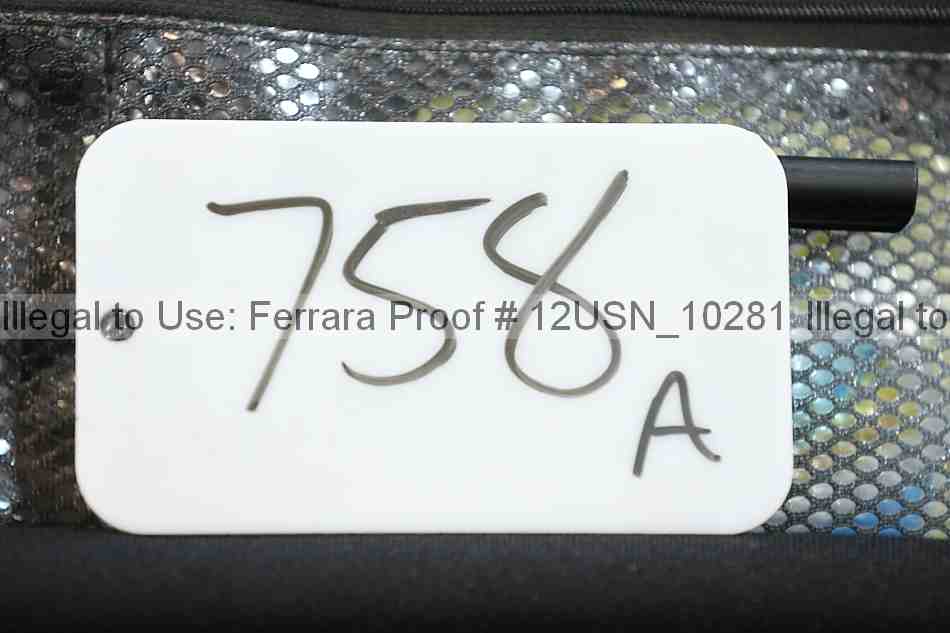 758
Illegal to Use: Ferrara Proof # 12USN_10281 Illegal to
A